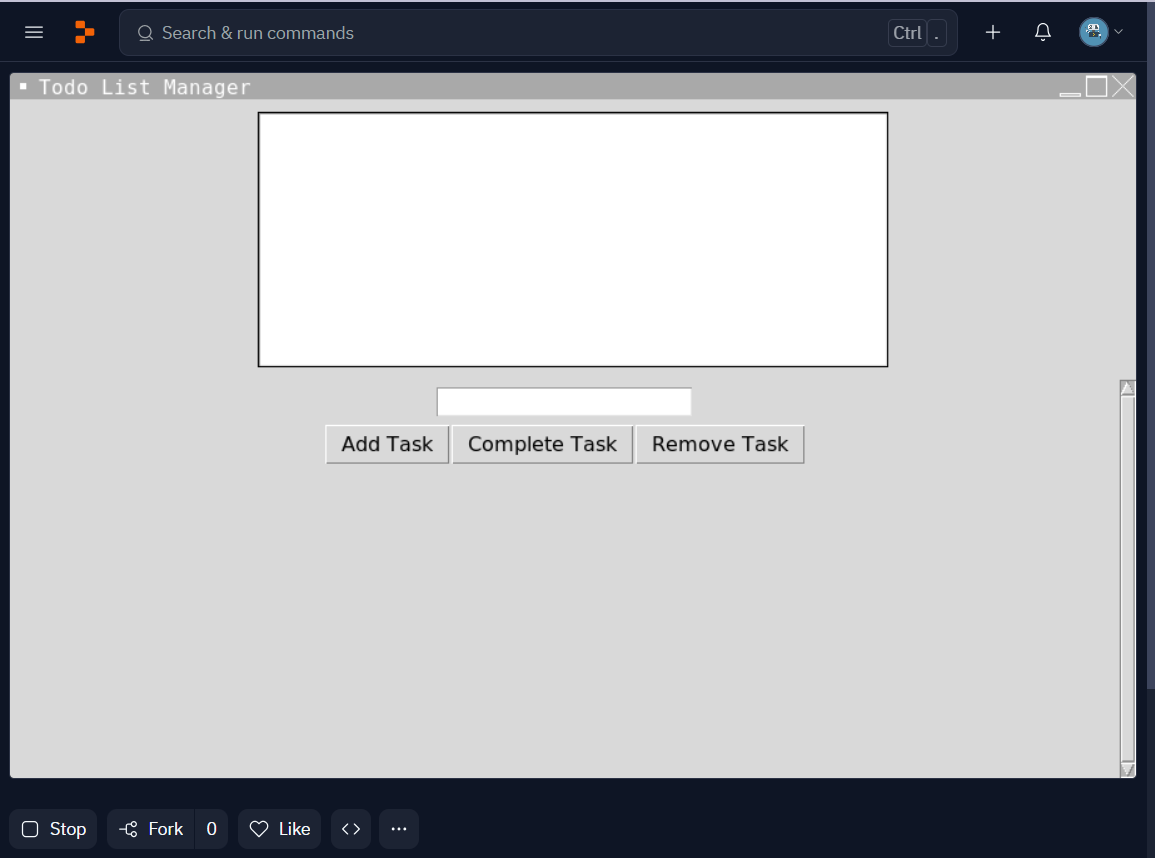 Search & run commands Ctrl .
Todo List Manager
Add Task Complete Task Remove Task
Stop Fork 0 Like